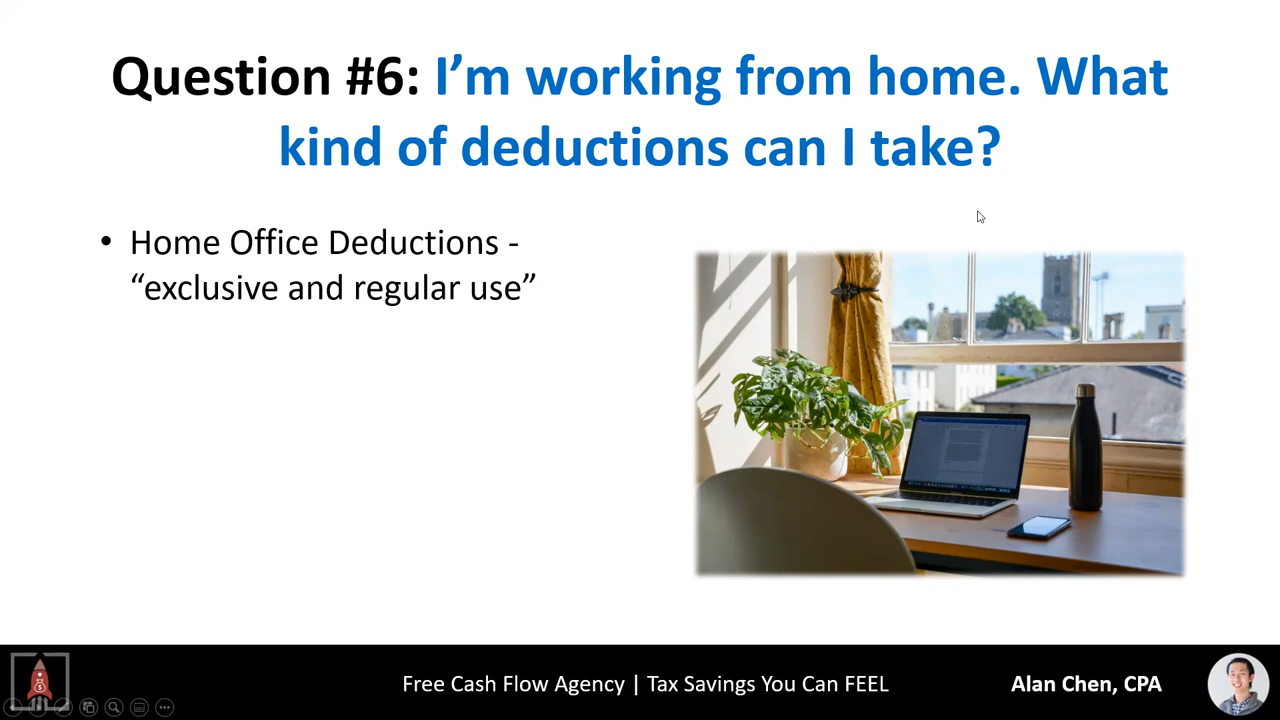 Question #6: I’m working from home. What
kind of deductions can I take?
• Home Office Deductions -
“exclusive and regular use”
Free Cash Flow Agency | Tax Savings You Can FEEL
Alan Chen, CPA